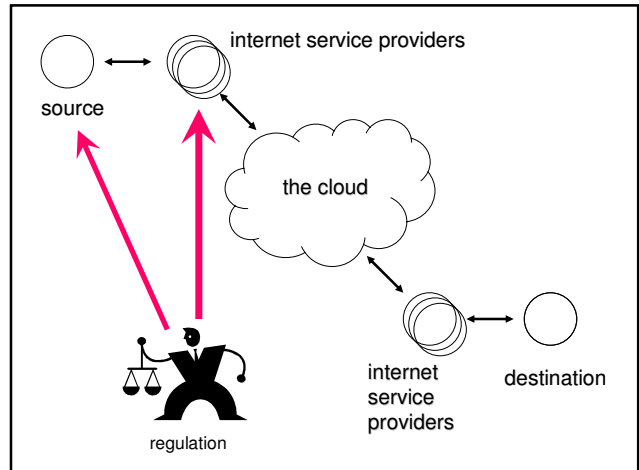 internet service providers
source
the cloud
internet
service
providers
destination
regulation